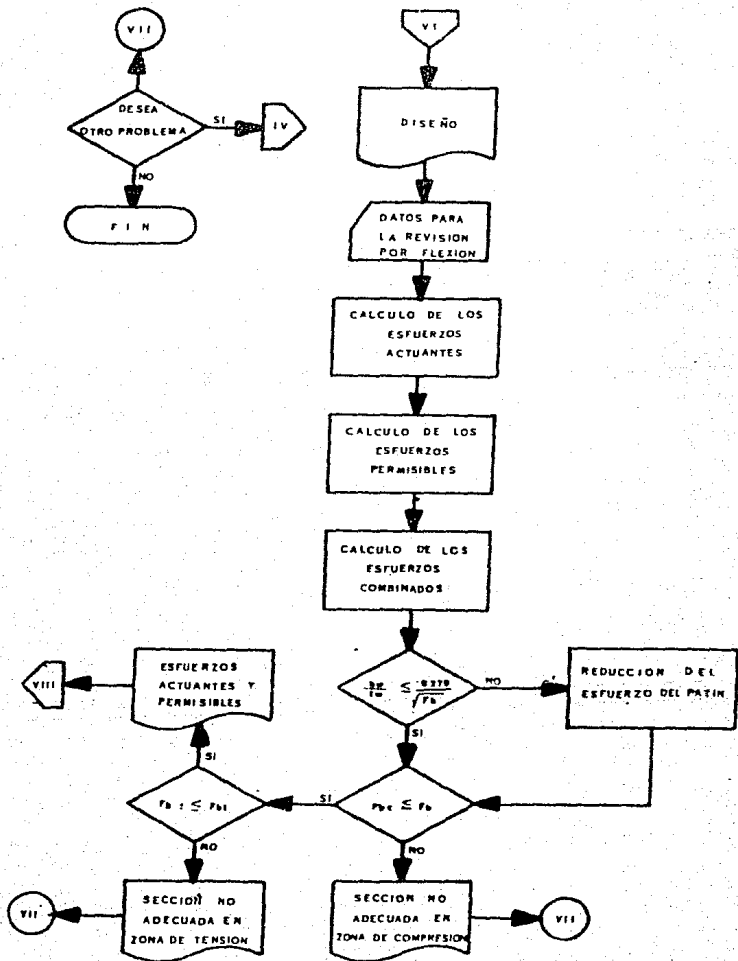 VII
DESEA
OTRO PROBLEMA
SI
IV
NO
F I N
VI
DISEÑO
DATOS PARA
LA REVISION
POR FLEXION
CALCULO DE LOS
ESFUERZOS
ACTUANTES
CALCULO DE LOS
ESFUERZOS
PERMISIBLES
CALCULO DE LOS
ESFUERZOS
COMBINADOS
≤
NO
REDUCCION DEL
ESFUERZO DEL PATIN
SI
≤ Fb
SI
NO
SECCION NO
ADECUADA EN
ZONA DE COMPRESION
VII
≤ Fbt
SI
ESFUERZOS
ACTUANTES Y
PERMISIBLES
VIII
NO
SECCION NO
ADECUADA EN
ZONA DE TENSION
VII